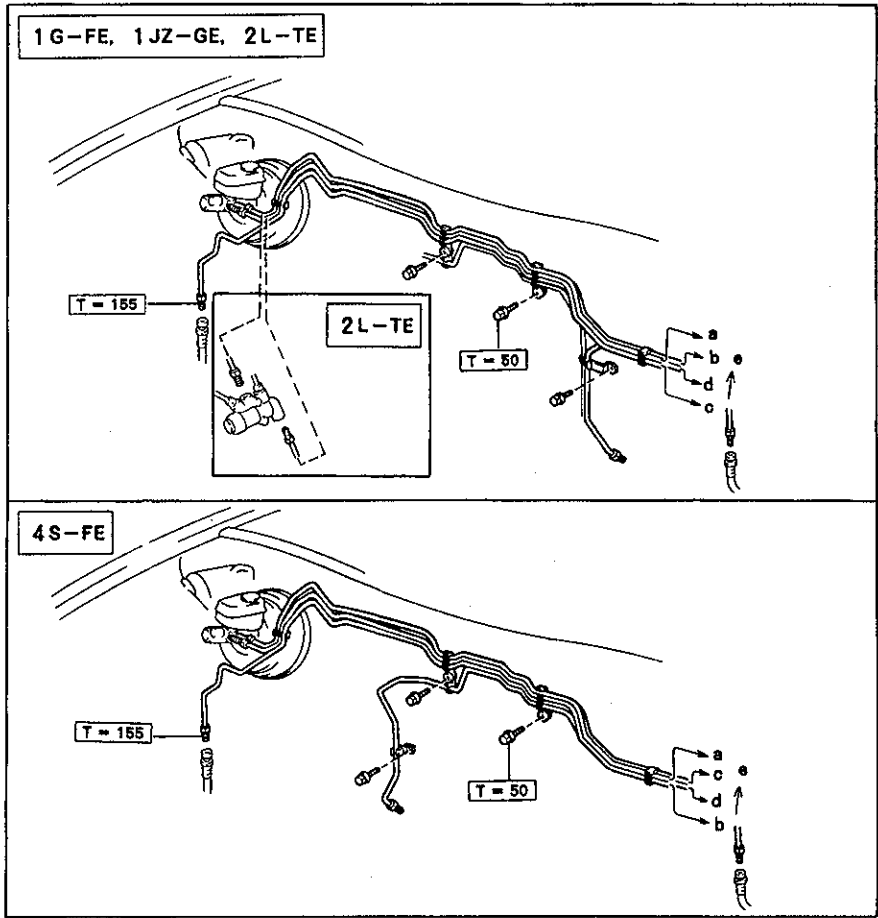 1G-FE, 1JZ-GE, 2L-TE
T = 155
2L-TE
T = 50
a
b
e
d
c
4S-FE
T = 155
T = 50
a
c
e
d
b